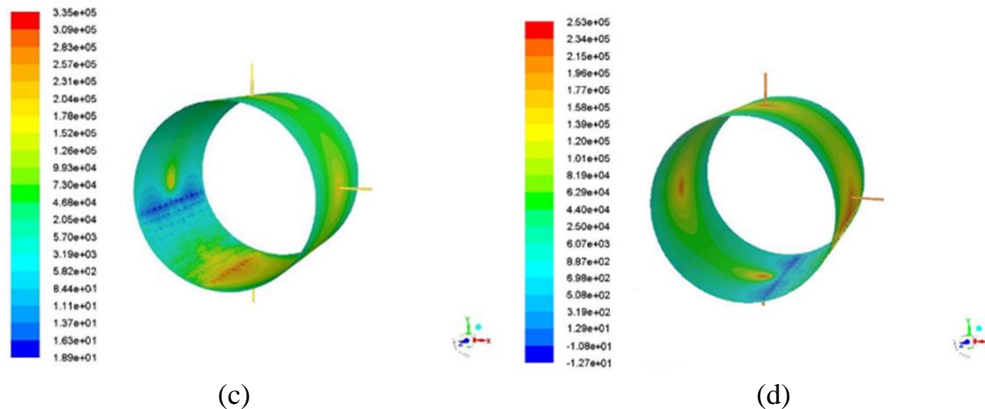 3.35e+05
3.09e+05
2.83e+05
2.57e+05
2.31e+05
2.04e+05
1.78e+05
1.52e+05
1.26e+05
9.93e+04
7.30e+04
4.68e+04
2.05e+04
5.70e+03
3.19e+03
5.82e+02
8.44e+01
1.11e+01
1.37e+01
1.63e+01
1.89e+01
Y
Z
X
(c)
2.53e+05
2.34e+05
2.15e+05
1.96e+05
1.77e+05
1.58e+05
1.39e+05
1.20e+05
1.01e+05
8.19e+04
6.29e+04
4.40e+04
2.50e+04
6.07e+03
8.87e+02
6.98e+02
5.08e+02
3.19e+02
1.29e+01
-1.08e+01
-1.27e+01
Y
Z
X
(d)